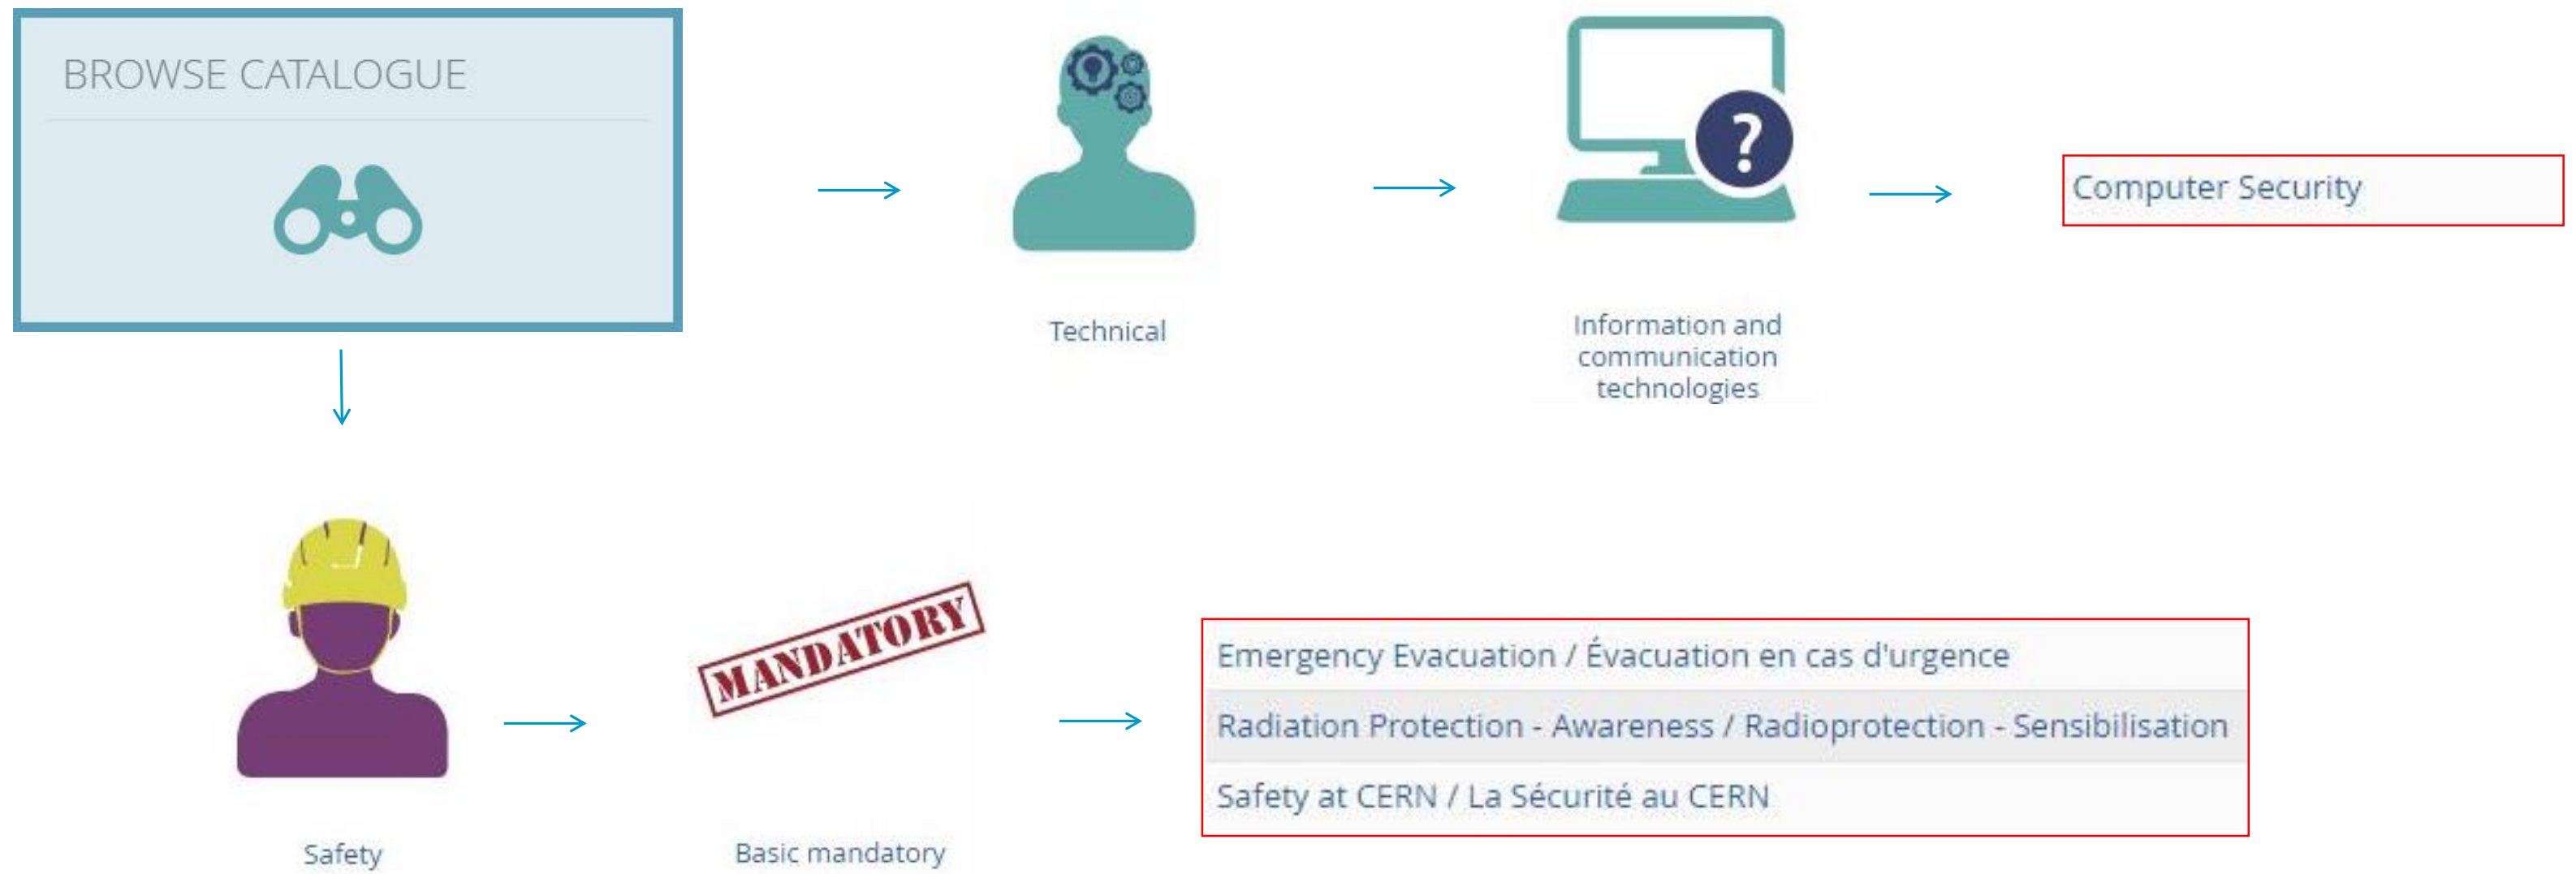 BROWSE CATALOGUE
?
Computer Security
Technical
Information and
communication
technologies
MANDATORY
Emergency Evacuation / Évacuation en cas d'urgence
Radiation Protection - Awareness / Radioprotection - Sensibilisation
Safety at CERN / La Sécurité au CERN
Safety
Basic mandatory